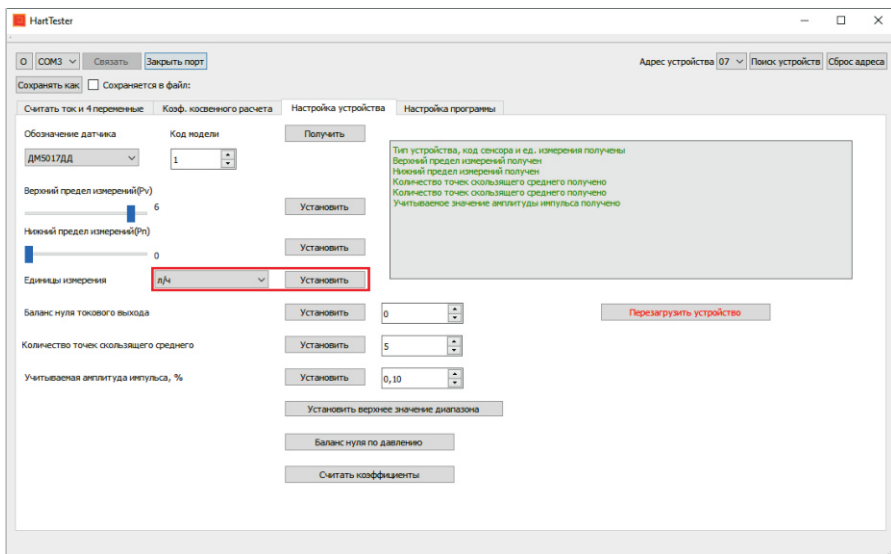 HartTester
О COM3 Связать Закрыть порт Адрес устройства 07 Поиск устройств Сброс адреса
Сохранять как Сохраняется в файл:
Считать ток и 4 переменные Коэф. косвенного расчета Настройка устройства Настройка программы
Обозначение датчика Код модели Получить
ДМ5017ДД 1
Тип устройства, код сенсора и ед. измерения получены
Верхний предел измерений получен
Нижний предел измерений получен
Количество точек скользящего среднего получено
Количество точек скользящего среднего получено
Учитываемое значение амплитуды импульса получено
Верхний предел измерений(Pv)
6 Установить
Нижний предел измерений(Pn)
0 Установить
Единицы измерения л/ч Установить
Баланс нуля токового выхода Установить 0 Перезагрузить устройство
Количество точек скользящего среднего Установить 5
Учитываемая амплитуда импульса, % Установить 0,10
Установить верхнее значение диапазона
Баланс нуля по давлению
Считать коэффициенты